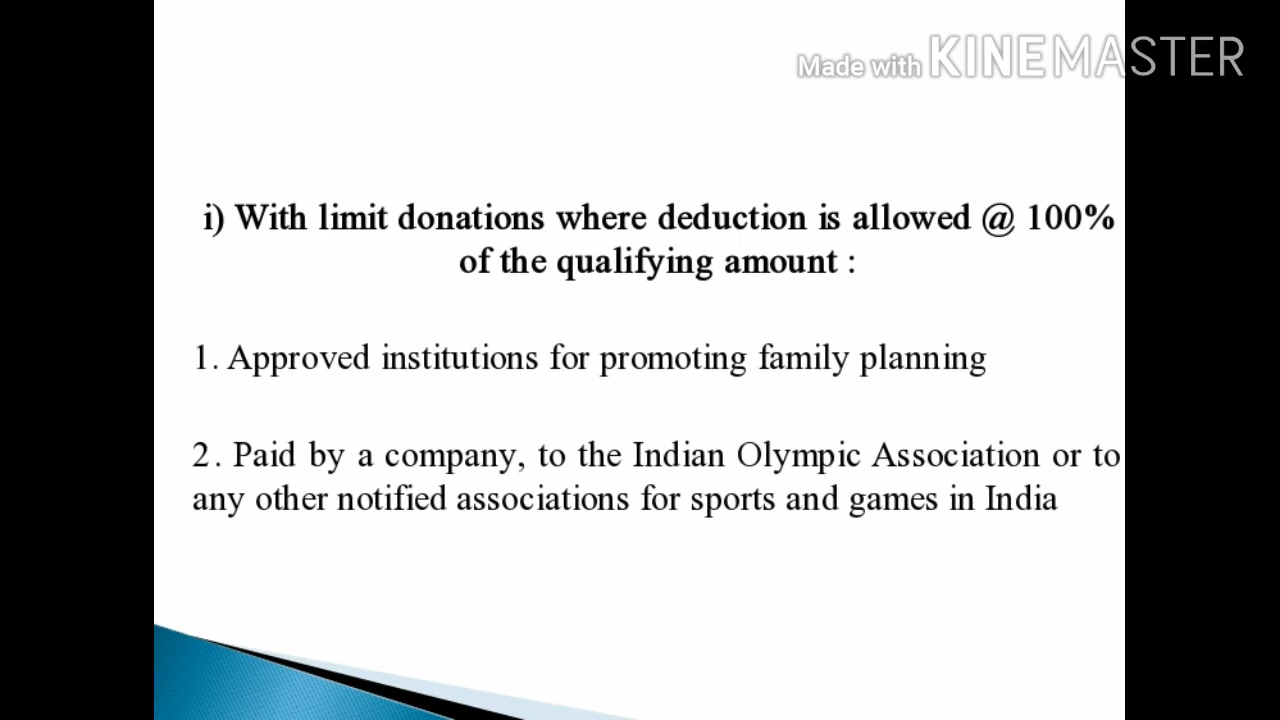 Made with KINEMASTER
i) With limit donations where deduction is allowed @ 100%
of the qualifying amount :
1. Approved institutions for promoting family planning
2. Paid by a company, to the Indian Olympic Association or to
any other notified associations for sports and games in India